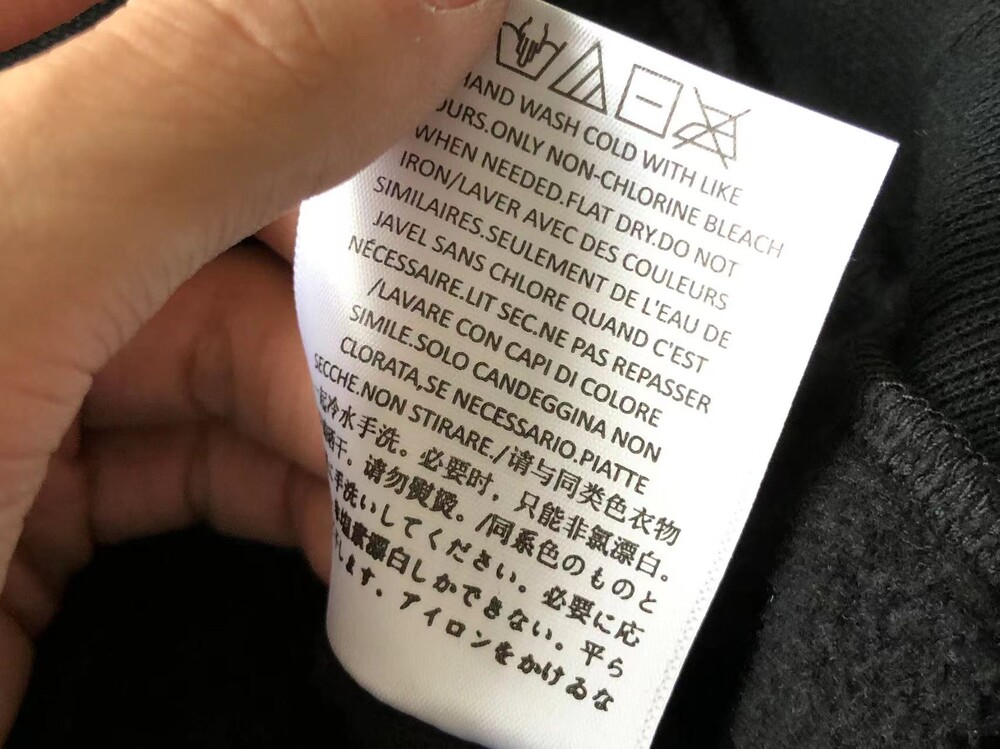 HAND WASH COLD WITH LIKE
OURS.ONLY NON-CHLORINE BLEACH
WHEN NEEDED.FLAT DRY.DO NOT
IRON/LAVER AVEC DES COULEURS
SIMILAIRES.SEULEMENT DE L'EAU DE
JAVEL SANS CHLORE QUAND C'EST
NÉCESSAIRE.LIT SEC.NE PAS REPASSER
/LAVARE CON CAPI DI COLORE
SIMILE.SOLO CANDEGGINA NON
CLORATA,SE NECESSARIO.PIATTE
SECCHE.NON STIRARE./请与同类色衣物
一起冷水手洗。必要时，只能非氯漂白。
干。请勿熨烫。/同系色のものと
手洗いしてください。必要に応
漂白しかできない。平ら
します．アイロンをかけるな